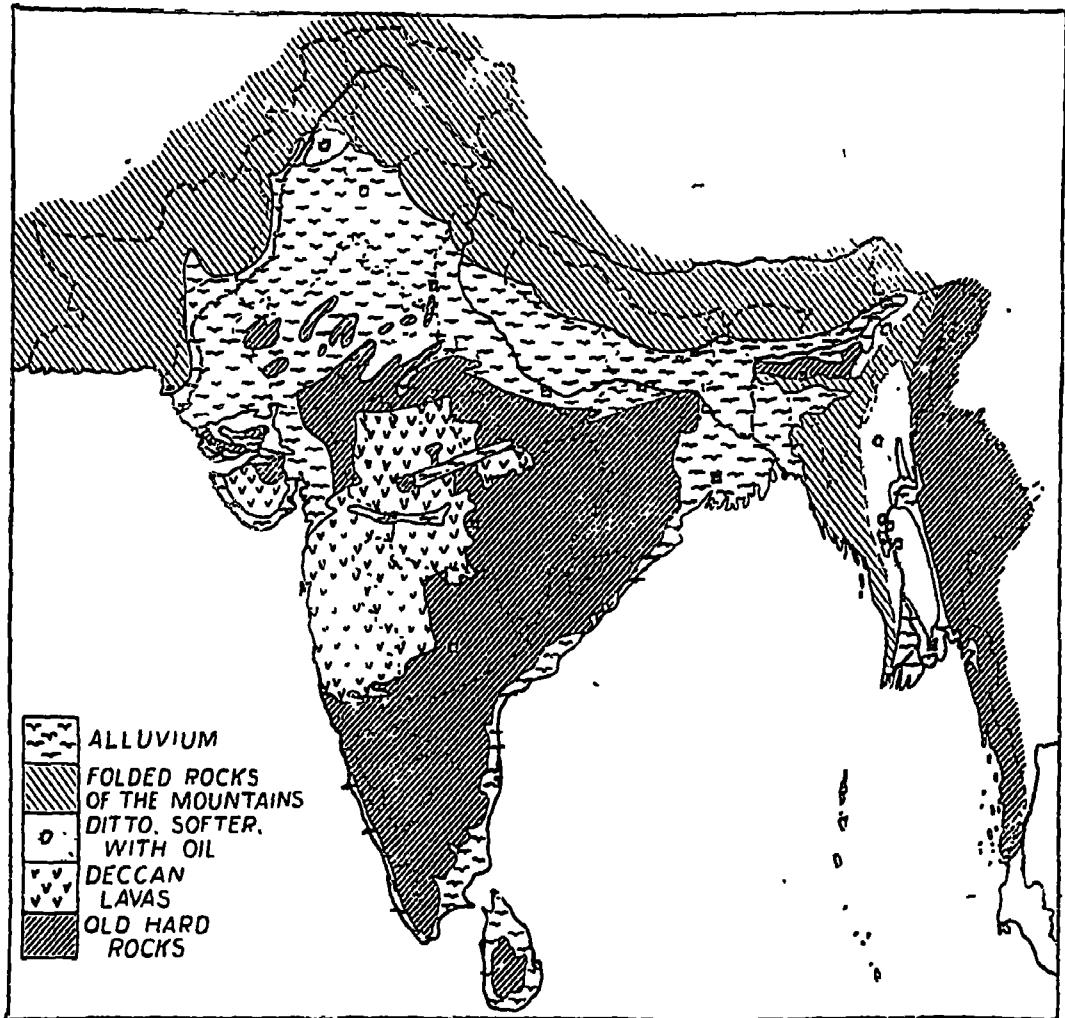 ALLUVIUM
FOLDED ROCKS
OF THE MOUNTAINS
DITTO. SOFTER.
WITH OIL
DECCAN
LAVAS
OLD HARD
ROCKS